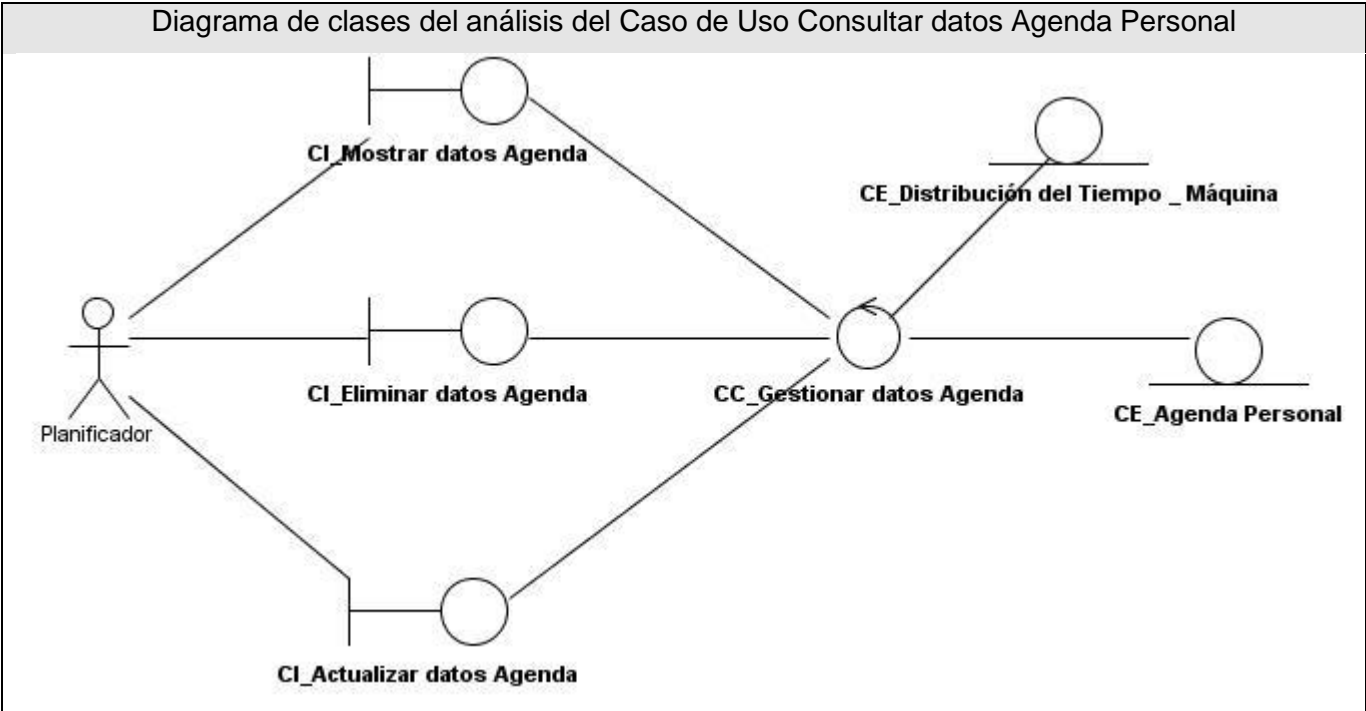 Diagrama de clases del análisis del Caso de Uso Consultar datos Agenda Personal
CI_Mostrar datos Agenda
CE_Distribución del Tiempo _ Máquina
CI_Eliminar datos Agenda
CC_Gestionar datos Agenda
CE_Agenda Personal
Planificador
CI_Actualizar datos Agenda